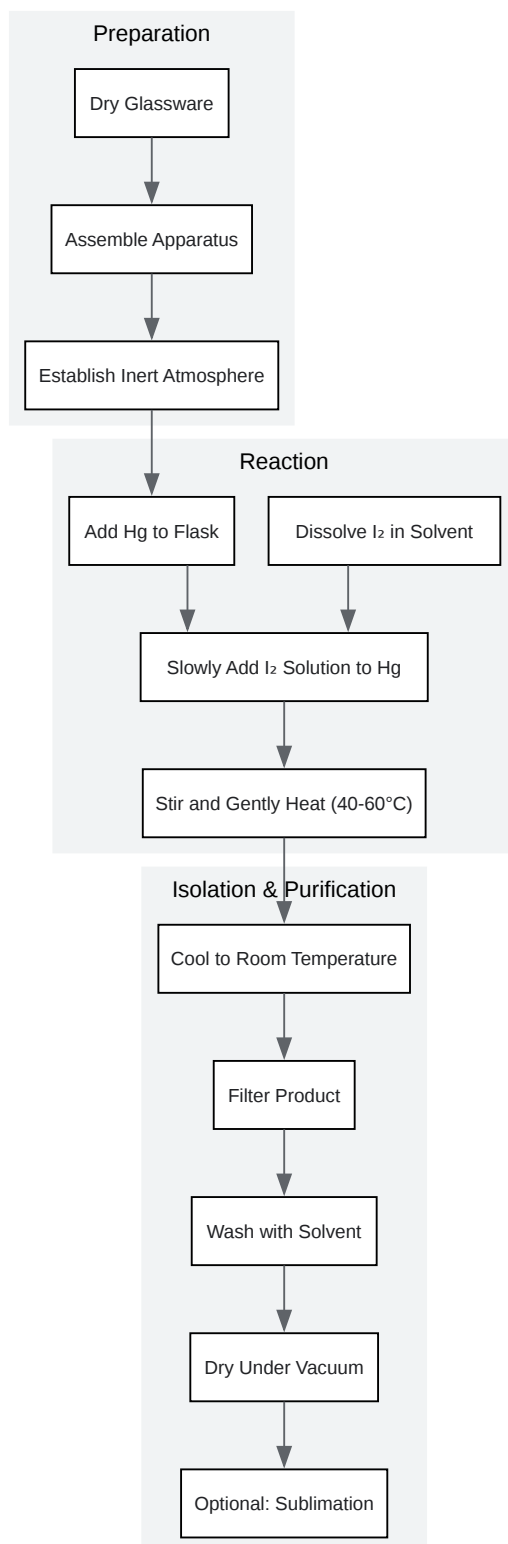 Preparation
Dry Glassware
Assemble Apparatus
Establish Inert Atmosphere
Reaction
Add Hg to Flask
Dissolve I₂ in Solvent
Slowly Add I₂ Solution to Hg
Stir and Gently Heat (40-60°C)
Isolation & Purification
Cool to Room Temperature
Filter Product
Wash with Solvent
Dry Under Vacuum
Optional: Sublimation